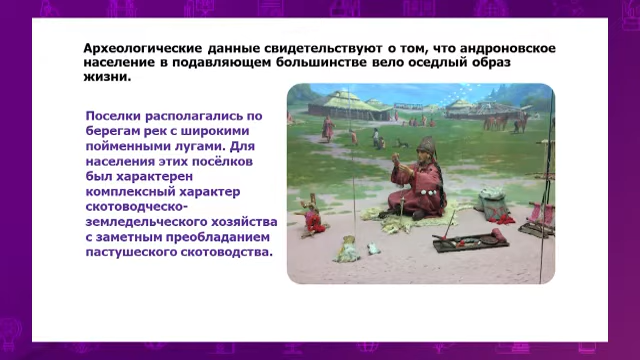 Археологические данные свидетельствуют о том, что андроновское
население в подавляющем большинстве вело оседлый образ
жизни.
Поселки располагались по
берегам рек с широкими
пойменными лугами. Для
населения этих посёлков
был характерен
комплексный характер
скотоводческо-
земледельческого хозяйства
с заметным преобладанием
пастушеского скотоводства.